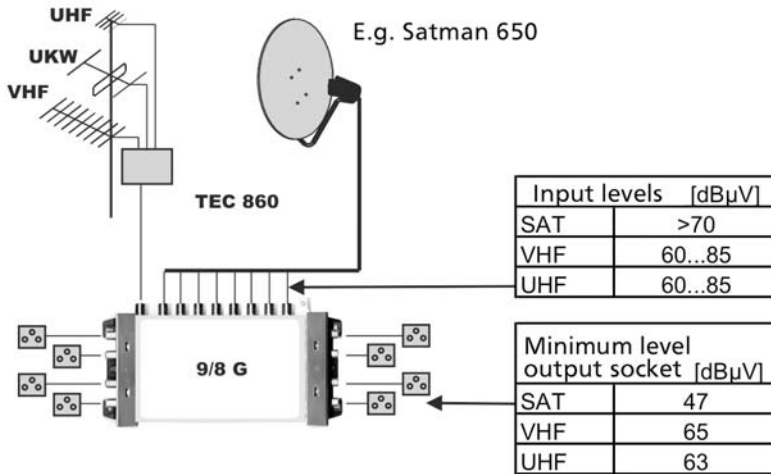 UHF
E.g. Satman 650
UKW
VHF
TEC 860
Input levels [dBµV]
SAT >70
VHF 60...85
UHF 60...85
9/8 G
Minimum level
output socket [dBµV]
SAT 47
VHF 65
UHF 63